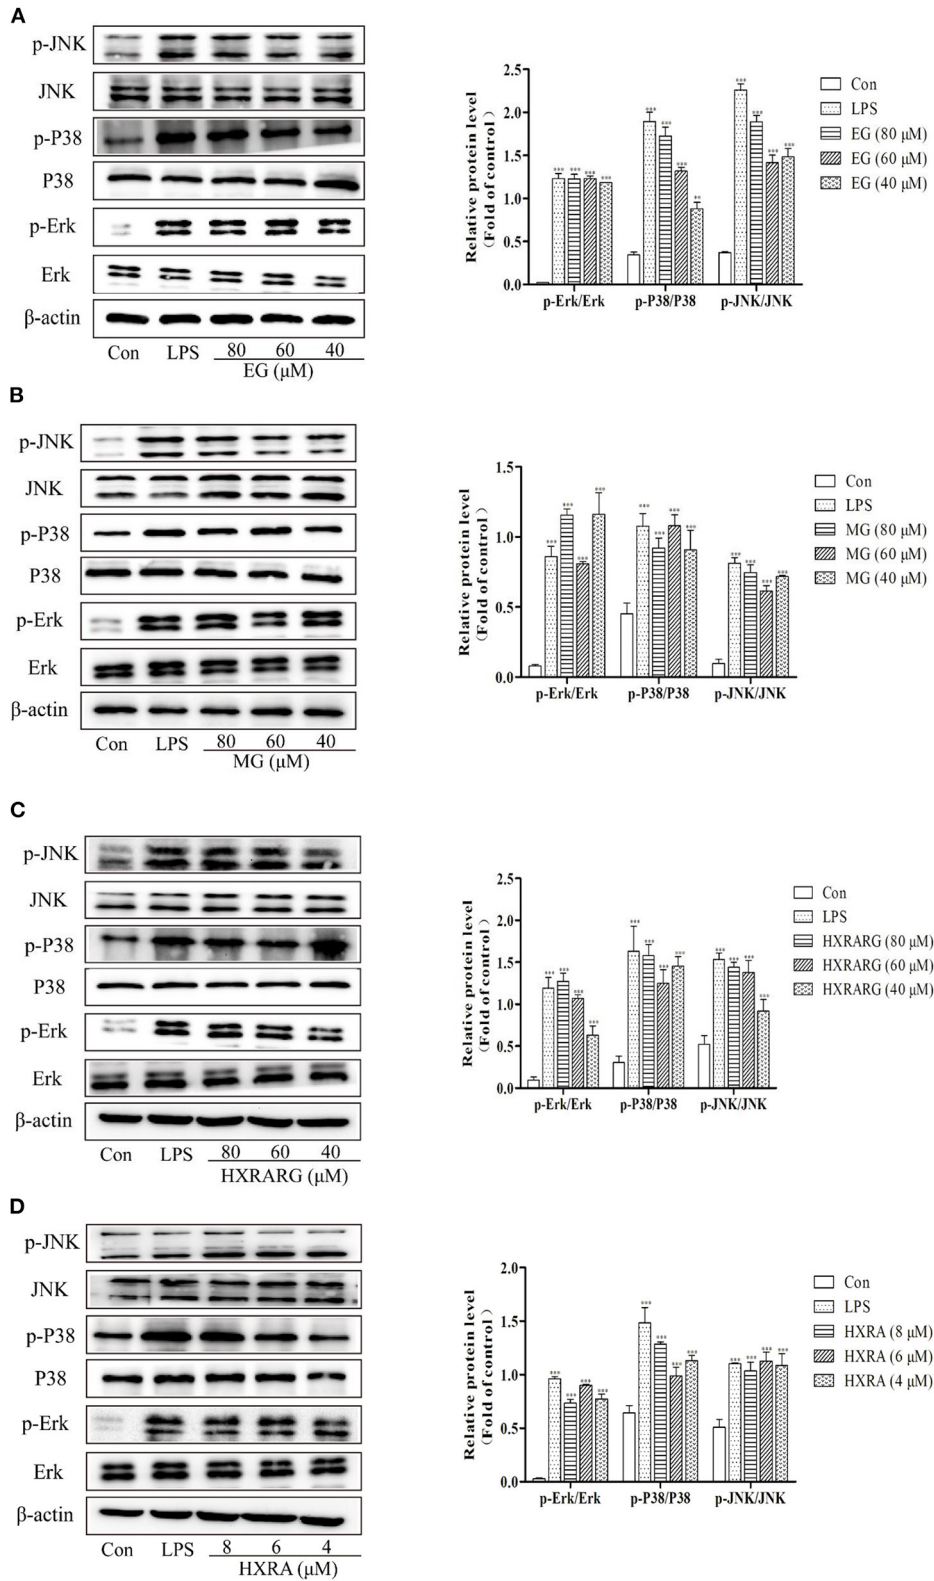 A
p-JNK
JNK
p-P38
P38
p-Erk
Erk
β-actin
Con LPS 80 60 40
EG (μM)
Relative protein level
(Fold of control)
2.5
2.0
1.5
1.0
0.5
0.0
*** *** *** ***
*** *** *** **
*** *** *** ***
p-Erk/Erk p-P38/P38 p-JNK/JNK
Con
LPS
EG (80 μM)
EG (60 μM)
EG (40 μM)
B
p-JNK
JNK
p-P38
P38
p-Erk
Erk
β-actin
Con LPS 80 60 40
MG (μM)
Relative protein level
(Fold of control)
1.5
1.0
0.5
0.0
*** *** *** ***
*** *** *** ***
*** *** *** ***
p-Erk/Erk p-P38/P38 p-JNK/JNK
Con
LPS
MG (80 μM)
MG (60 μM)
MG (40 μM)
C
p-JNK
JNK
p-P38
P38
p-Erk
Erk
β-actin
Con LPS 80 60 40
HXRARG (μM)
Relative protein level
(Fold of control)
2.5
2.0
1.5
1.0
0.5
0.0
*** *** *** ***
*** *** *** ***
*** *** *** ***
p-Erk/Erk p-P38/P38 p-JNK/JNK
Con
LPS
HXRARG (80 μM)
HXRARG (60 μM)
HXRARG (40 μM)
D
p-JNK
JNK
p-P38
P38
p-Erk
Erk
β-actin
Con LPS 8 6 4
HXRA (μM)
Relative protein level
(Fold of control)
2.0
1.5
1.0
0.5
0.0
*** *** *** ***
*** *** *** ***
*** *** *** ***
p-Erk/Erk p-P38/P38 p-JNK/JNK
Con
LPS
HXRA (8 μM)
HXRA (6 μM)
HXRA (4 μM)